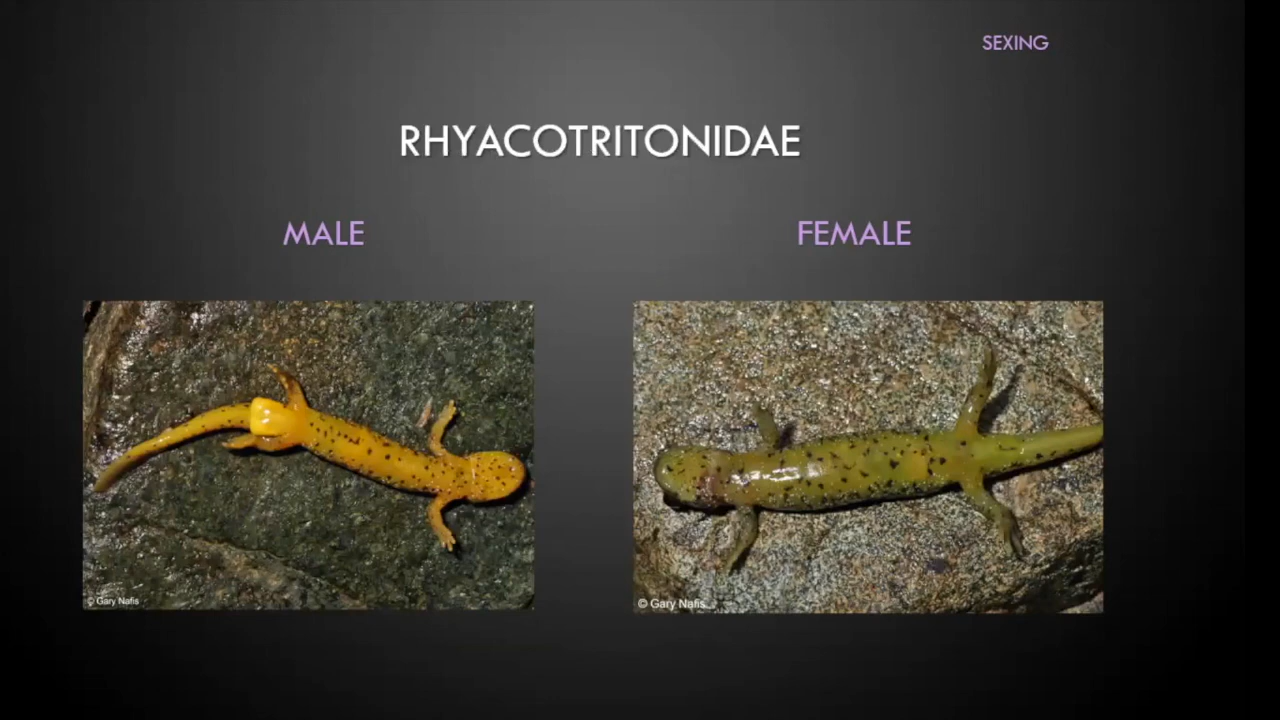 SEXING
RHYACOTRITONIDAE
MALE
FEMALE
© Gary Nafis
© Gary Nafis